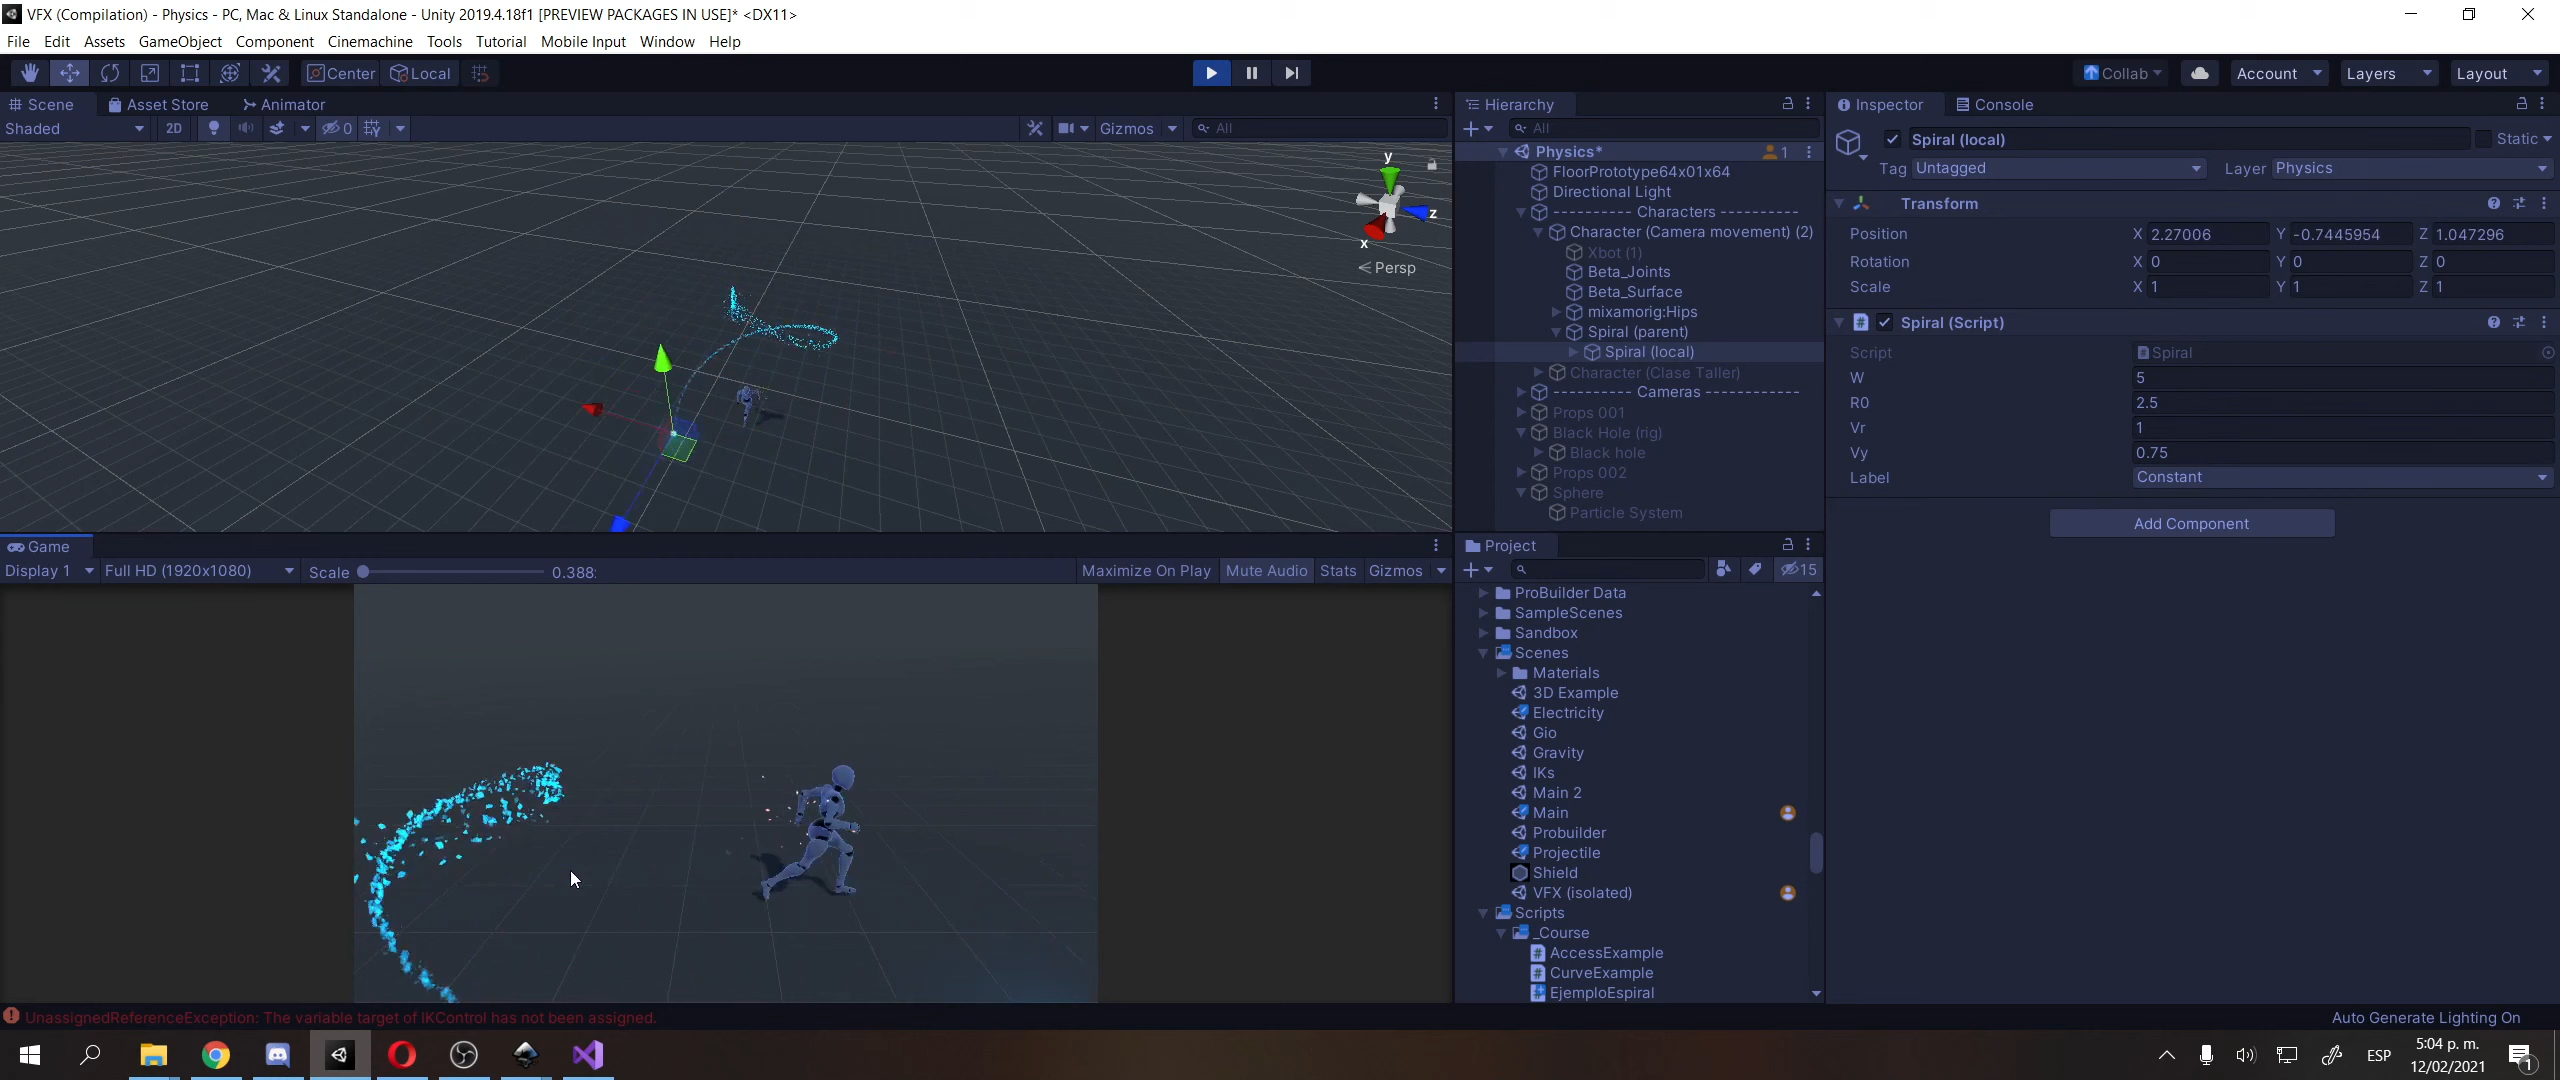 VFX (Compilation) - Physics - PC, Mac & Linux Standalone - Unity 2019.4.18f1 [PREVIEW PACKAGES IN USE]* <DX11>
File Edit Assets GameObject Component Cinemachine Tools Tutorial Mobile Input Window Help
Center Local Collab Account Layers Layout
Scene Asset Store Animator
Shaded 2D 0 Gizmos All
y
z
x
Persp
Hierarchy
All
Physics* 1
FloorPrototype64x01x64
Directional Light
---------- Characters ----------
Character (Camera movement) (2)
Xbot (1)
Beta_Joints
Beta_Surface
mixamorig:Hips
Spiral (parent)
Spiral (local)
Character (Clase Taller)
---------- Cameras -----------
Props 001
Black Hole (rig)
Black hole
Props 002
Sphere
Particle System
Inspector Console
Spiral (local) Static
Tag Untagged Layer Physics
Transform
Position X 2.27006 Y -0.7445954 Z 1.047296
Rotation X 0 Y 0 Z 0
Scale X 1 Y 1 Z 1
Spiral (Script)
Script Spiral
W 5
R0 2.5
Vr 1
Vy 0.75
Label Constant
Add Component
Game
Display 1 Full HD (1920x1080) Scale 0.388: Maximize On Play Mute Audio Stats Gizmos
Project
15
ProBuilder Data
SampleScenes
Sandbox
Scenes
Materials
3D Example
Electricity
Gio
Gravity
IKs
Main 2
Main
Probuilder
Projectile
Shield
VFX (isolated)
Scripts
_Course
AccessExample
CurveExample
EjemploEspiral
UnassignedReferenceException: The variable target of IKControl has not been assigned.
Auto Generate Lighting On
ESP
5:04 p. m.
12/02/2021
1